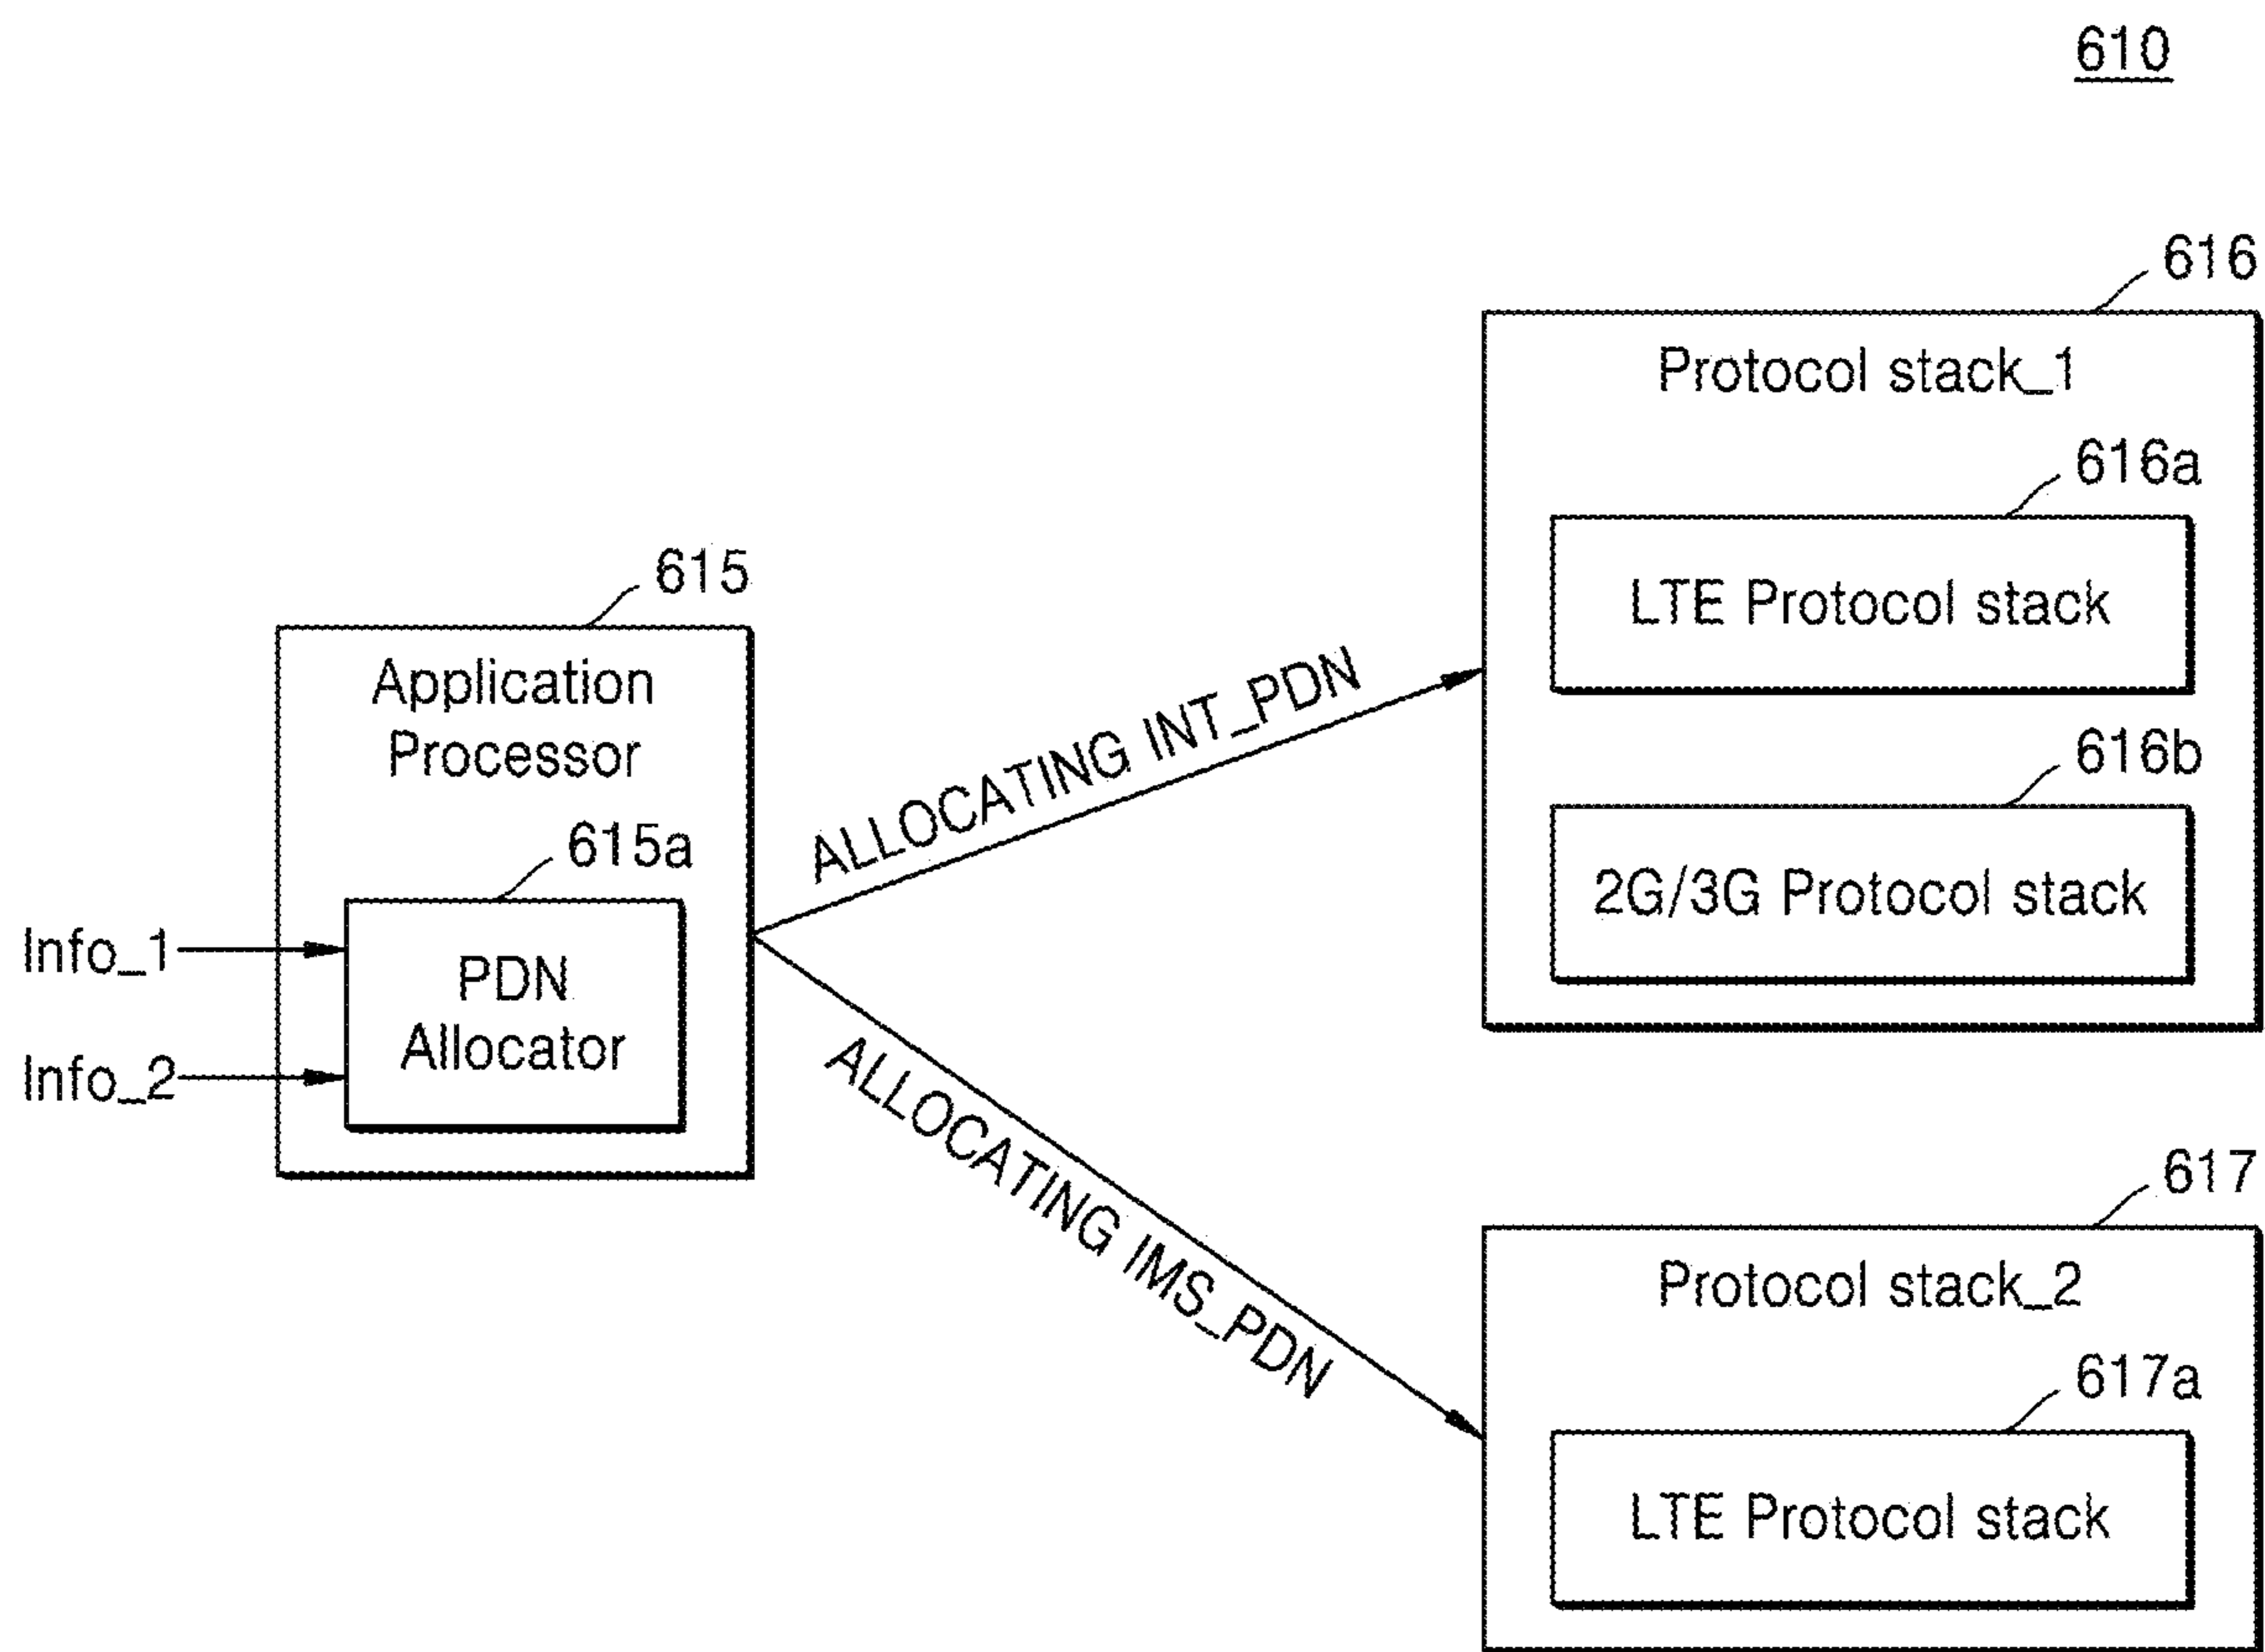 610
616
Protocol stack_1
616a
LTE Protocol stack
616b
2G/3G Protocol stack
615
Application
Processor
615a
PDN
Allocator
Info_1
Info_2
ALLOCATING INT_PDN
ALLOCATING IMS_PDN
617
Protocol stack_2
617a
LTE Protocol stack